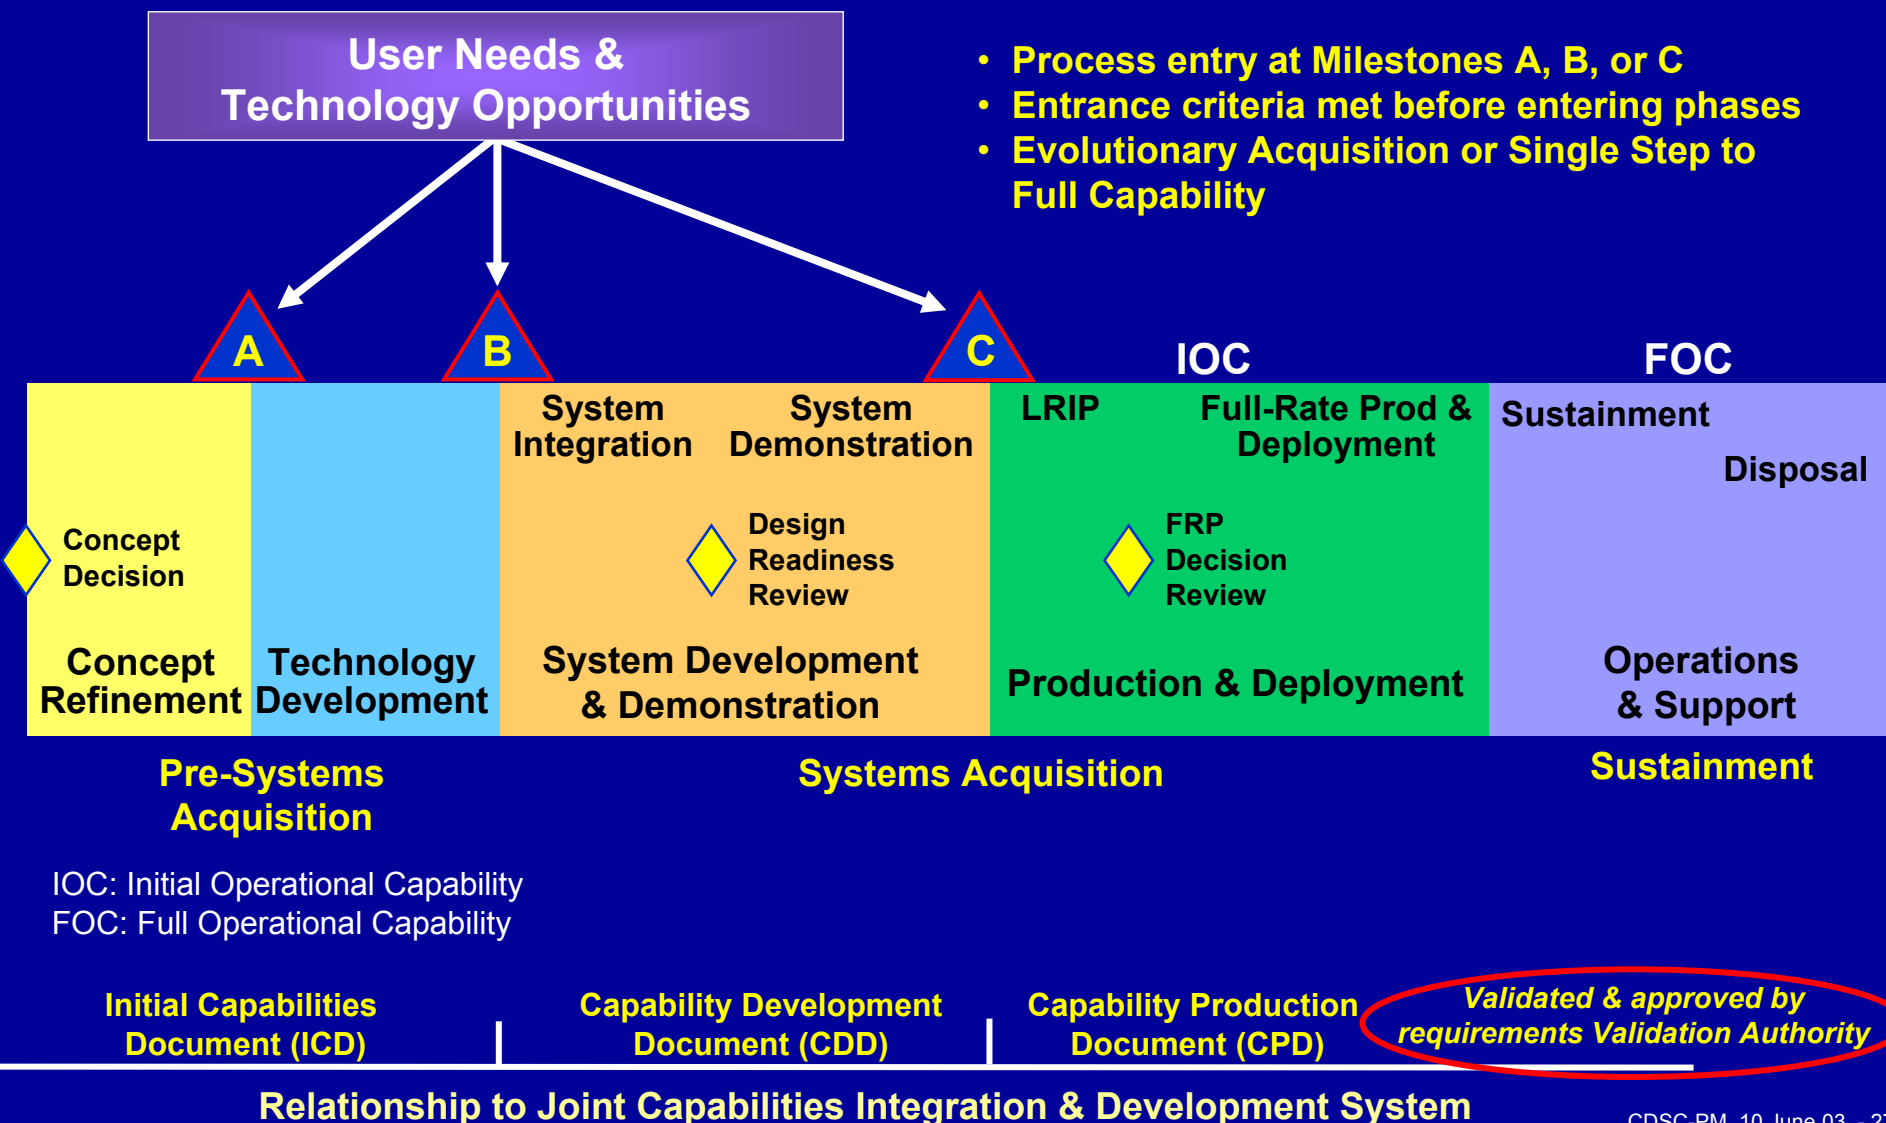 User Needs &
Technology Opportunities
• Process entry at Milestones A, B, or C
• Entrance criteria met before entering phases
• Evolutionary Acquisition or Single Step to
Full Capability
A
B
C
IOC
FOC
System
Integration
System
Demonstration
LRIP
Full-Rate Prod &
Deployment
Sustainment
Disposal
Concept
Decision
Design
Readiness
Review
FRP
Decision
Review
Concept
Refinement
Technology
Development
System Development
& Demonstration
Production & Deployment
Operations
& Support
Pre-Systems
Acquisition
Systems Acquisition
Sustainment
IOC: Initial Operational Capability
FOC: Full Operational Capability
Initial Capabilities
Document (ICD)
Capability Development
Document (CDD)
Capability Production
Document (CPD)
Validated & approved by
requirements Validation Authority
Relationship to Joint Capabilities Integration & Development System